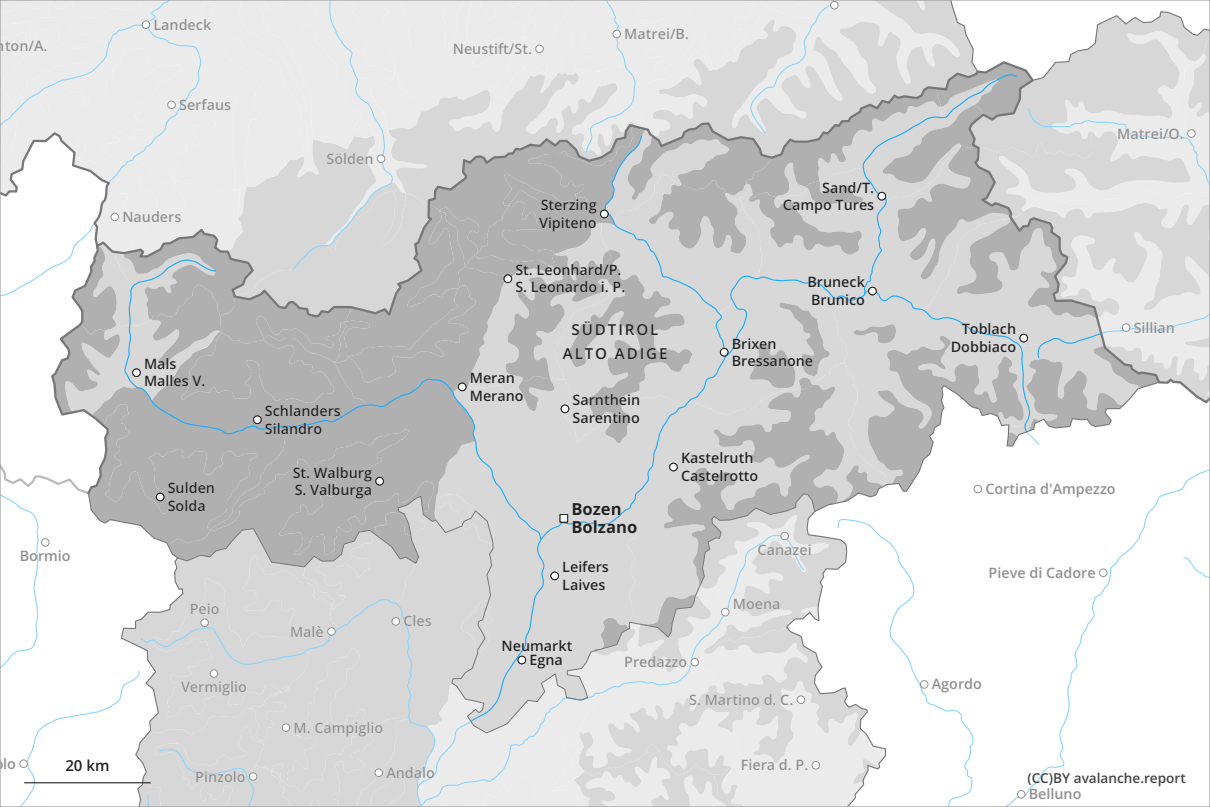 Landeck
Matrei/B.
nton/A.
Neustift/St.
Serfaus
Matrei/O.
Sölden
Sand/T.
Campo Tures
Nauders
Sterzing
Vipiteno
St. Leonhard/P.
S. Leonardo i. P.
Bruneck
Brunico
SÜDTIROL
ALTO ADIGE
Toblach
Dobbiaco
Sillian
Brixen
Bressanone
Mals
Malles V.
Meran
Merano
Sarnthein
Sarentino
Schlanders
Silandro
Kastelruth
Castelrotto
St. Walburg
S. Valburga
Sulden
Solda
Cortina d'Ampezzo
Bozen
Bolzano
Bormio
Canazei
Leifers
Laives
Pieve di Cadore
Peio
Moena
Cles
Malè
Neumarkt
Egna
Predazzo
Vermiglio
Agordo
S. Martino d. C.
M. Campiglio
olo
20 km
Fiera d. P.
Pinzolo
Andalo
(CC)BY avalanche.report
Belluno